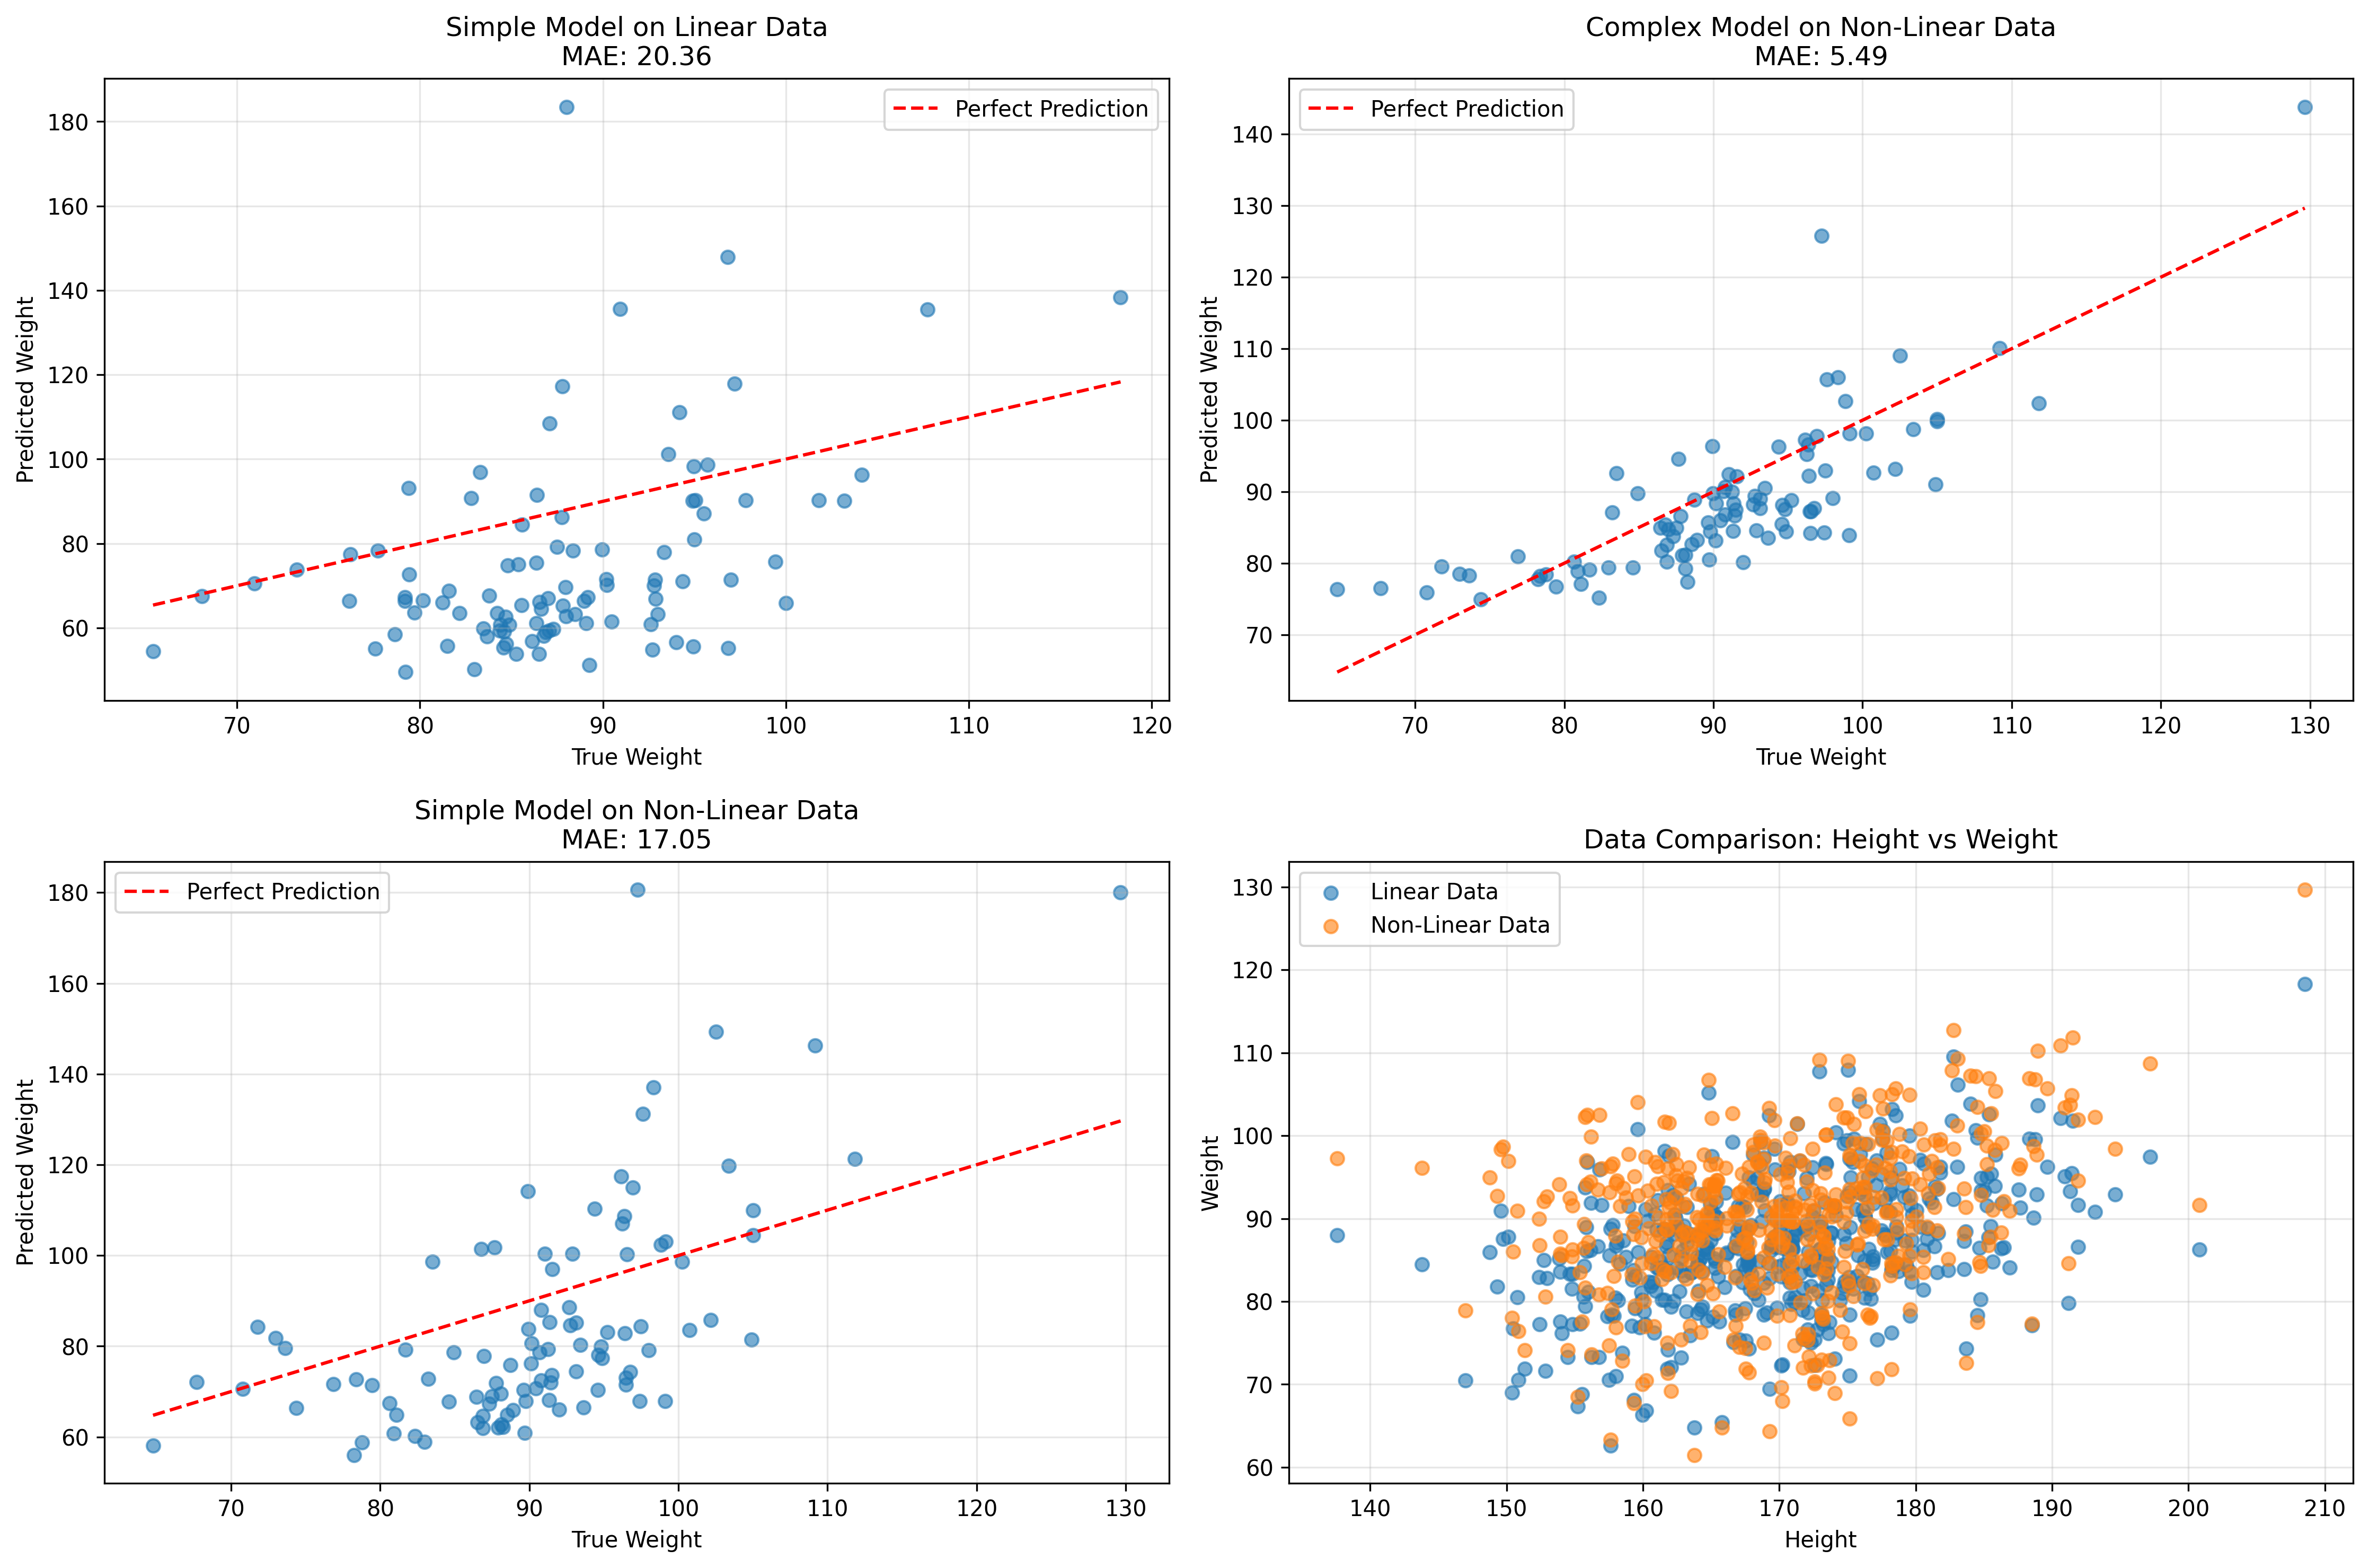 Simple Model on Linear Data
MAE: 20.36
Perfect Prediction
180
160
140
120
100
80
60
Predicted Weight
70
80
90
100
110
120
True Weight
Complex Model on Non-Linear Data
MAE: 5.49
Perfect Prediction
140
130
120
110
100
90
80
70
Predicted Weight
70
80
90
100
110
120
130
True Weight
Simple Model on Non-Linear Data
MAE: 17.05
Perfect Prediction
180
160
140
120
100
80
60
Predicted Weight
70
80
90
100
110
120
130
True Weight
Data Comparison: Height vs Weight
Linear Data
Non-Linear Data
130
120
110
100
90
80
70
60
Weight
140
150
160
170
180
190
200
210
Height